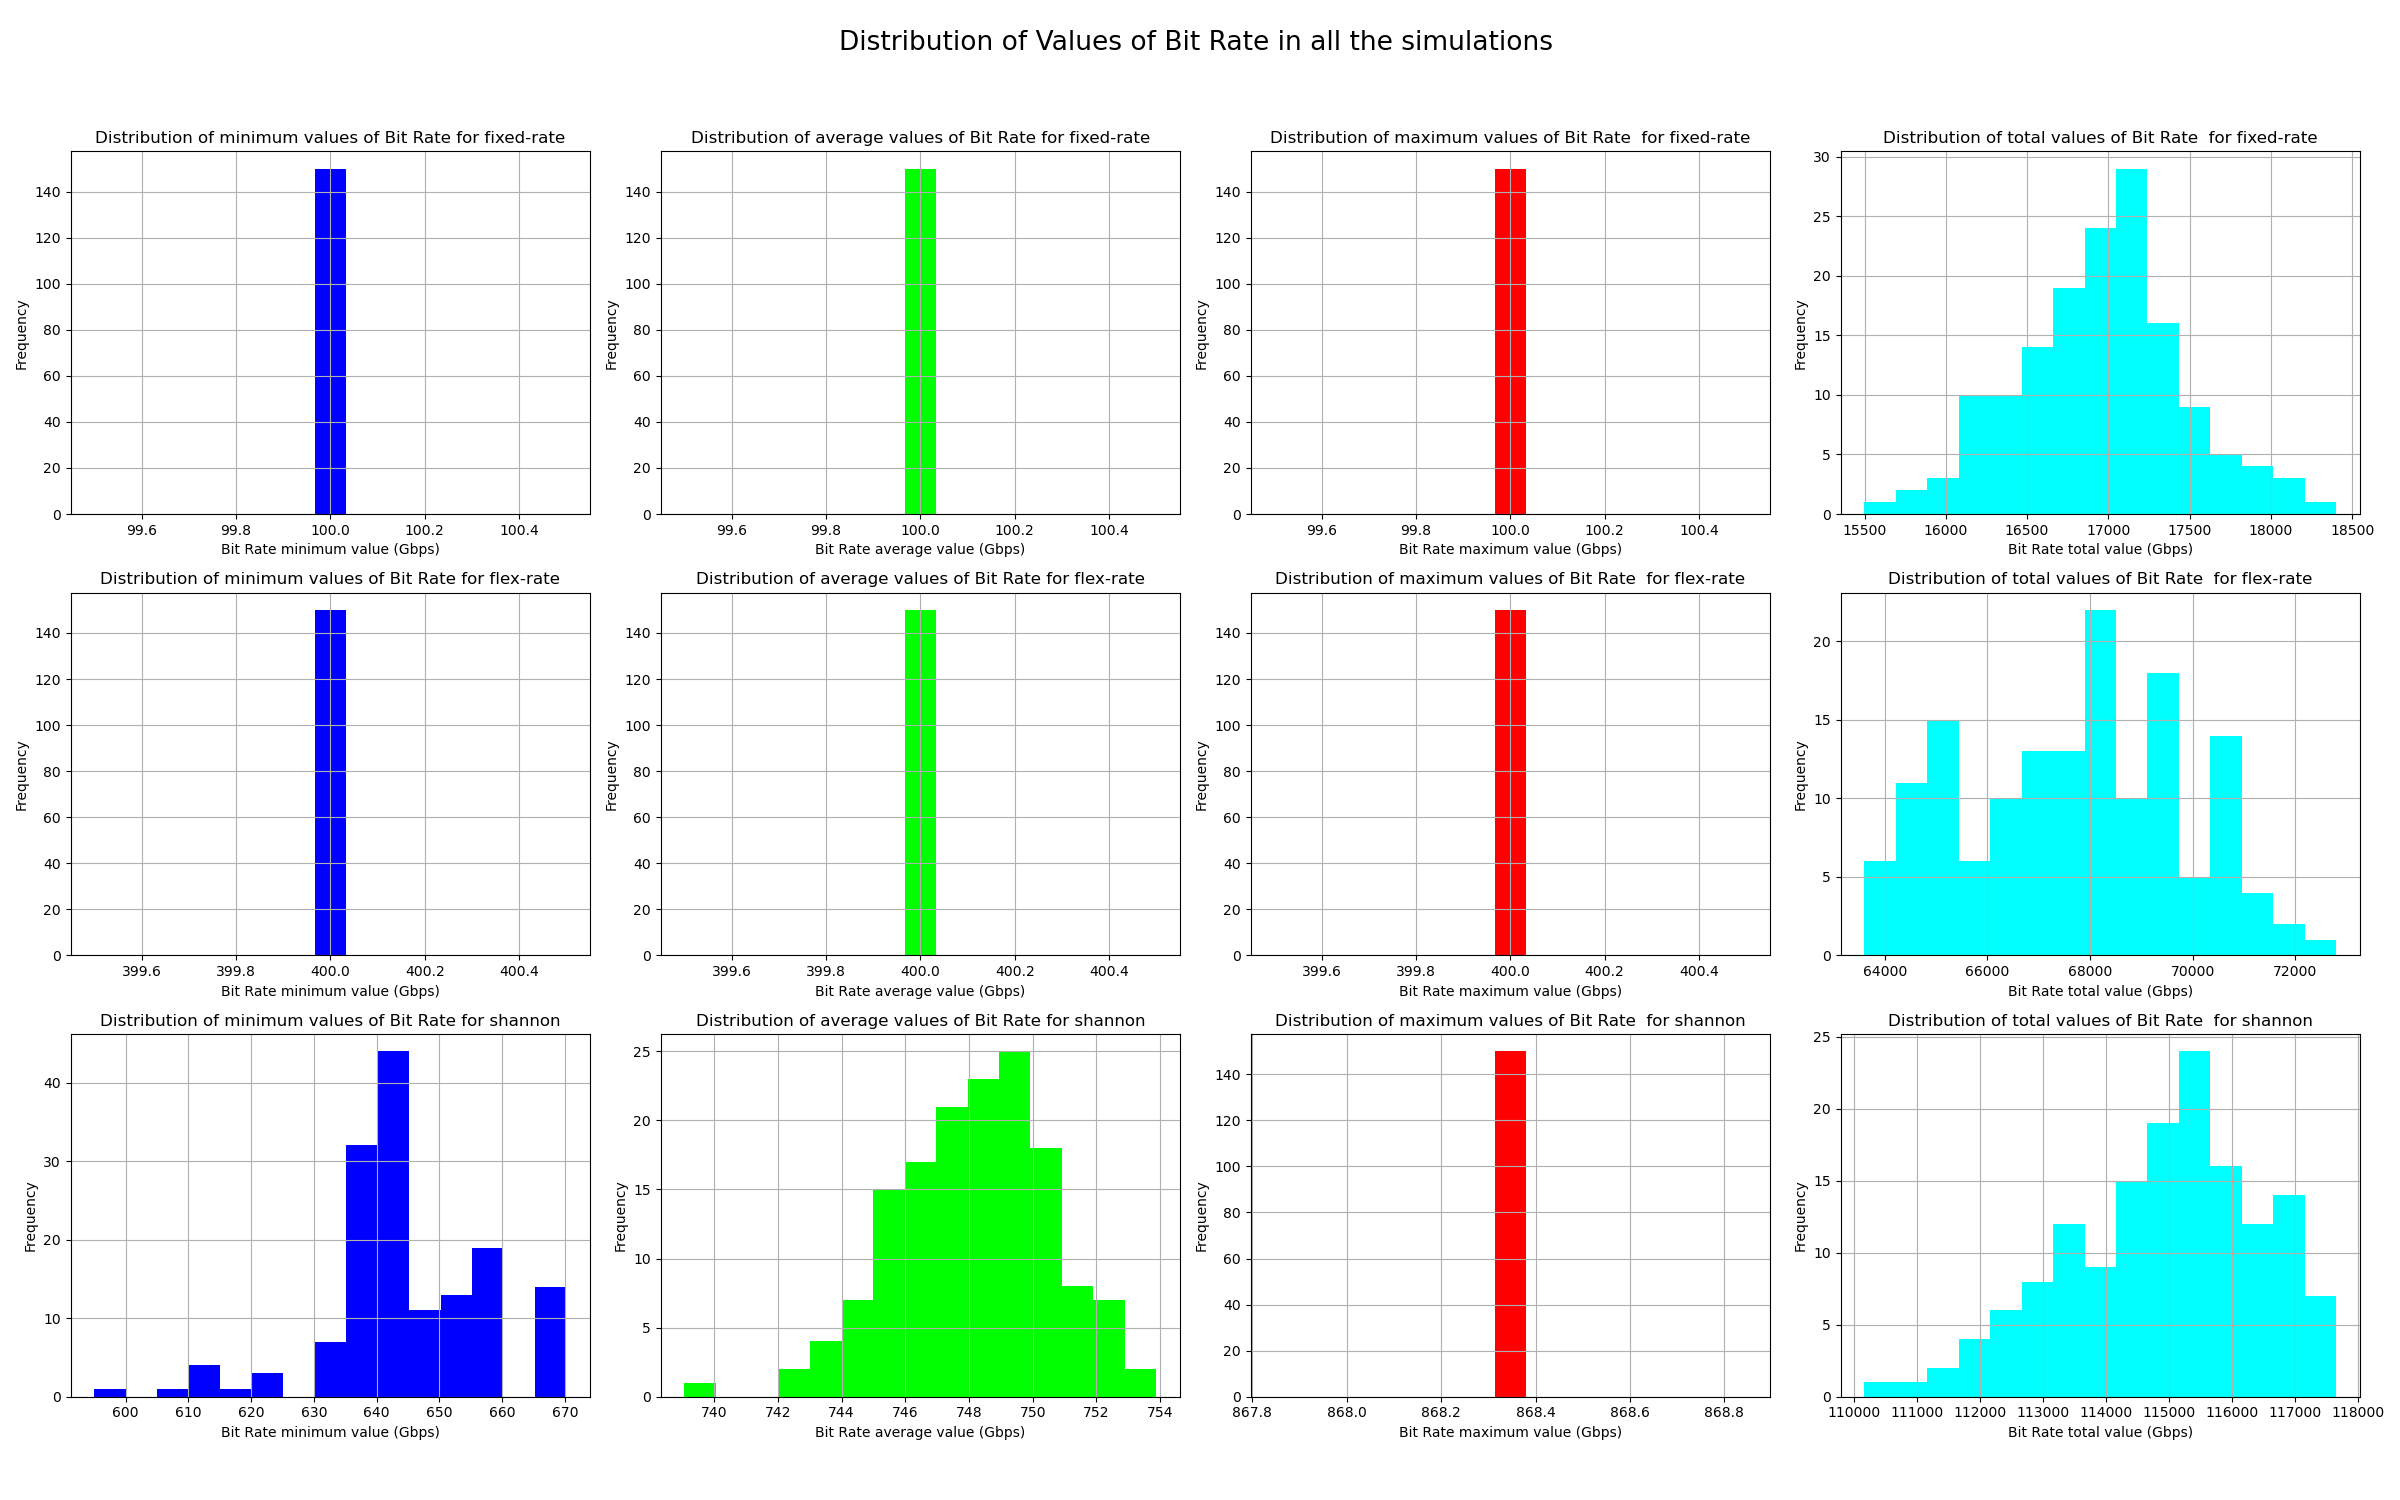 Distribution of Values of Bit Rate in all the simulations
Distribution of minimum values of Bit Rate for fixed-rate
Frequency
140
120
100
80
60
40
20
0
99.6 99.8 100.0 100.2 100.4
Bit Rate minimum value (Gbps)
Distribution of average values of Bit Rate for fixed-rate
Frequency
140
120
100
80
60
40
20
0
99.6 99.8 100.0 100.2 100.4
Bit Rate average value (Gbps)
Distribution of maximum values of Bit Rate  for fixed-rate
Frequency
140
120
100
80
60
40
20
0
99.6 99.8 100.0 100.2 100.4
Bit Rate maximum value (Gbps)
Distribution of total values of Bit Rate  for fixed-rate
Frequency
30
25
20
15
10
5
0
15500 16000 16500 17000 17500 18000 18500
Bit Rate total value (Gbps)
Distribution of minimum values of Bit Rate for flex-rate
Frequency
140
120
100
80
60
40
20
0
399.6 399.8 400.0 400.2 400.4
Bit Rate minimum value (Gbps)
Distribution of average values of Bit Rate for flex-rate
Frequency
140
120
100
80
60
40
20
0
399.6 399.8 400.0 400.2 400.4
Bit Rate average value (Gbps)
Distribution of maximum values of Bit Rate  for flex-rate
Frequency
140
120
100
80
60
40
20
0
399.6 399.8 400.0 400.2 400.4
Bit Rate maximum value (Gbps)
Distribution of total values of Bit Rate  for flex-rate
Frequency
20
15
10
5
0
64000 66000 68000 70000 72000
Bit Rate total value (Gbps)
Distribution of minimum values of Bit Rate for shannon
Frequency
40
30
20
10
0
600 610 620 630 640 650 660 670
Bit Rate minimum value (Gbps)
Distribution of average values of Bit Rate for shannon
Frequency
25
20
15
10
5
0
740 742 744 746 748 750 752 754
Bit Rate average value (Gbps)
Distribution of maximum values of Bit Rate  for shannon
Frequency
140
120
100
80
60
40
20
0
867.8 868.0 868.2 868.4 868.6 868.8
Bit Rate maximum value (Gbps)
Distribution of total values of Bit Rate  for shannon
Frequency
25
20
15
10
5
0
110000 111000 112000 113000 114000 115000 116000 117000 118000
Bit Rate total value (Gbps)